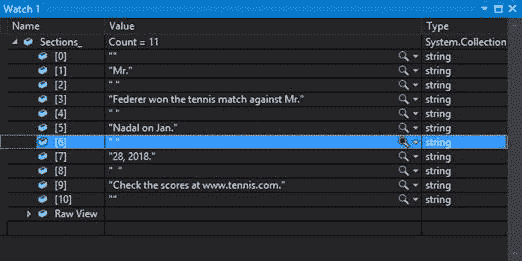 Watch 1
Name Value Type
Sections_ Count = 11 System.Collection
[0] "" string
[1] "Mr." string
[2] " " string
[3] "Federer won the tennis match against Mr." string
[4] " " string
[5] "Nadal on Jan." string
[6] " " string
[7] "28, 2018." string
[8] "  " string
[9] "Check the scores at www.tennis.com." string
[10] "" string
Raw View